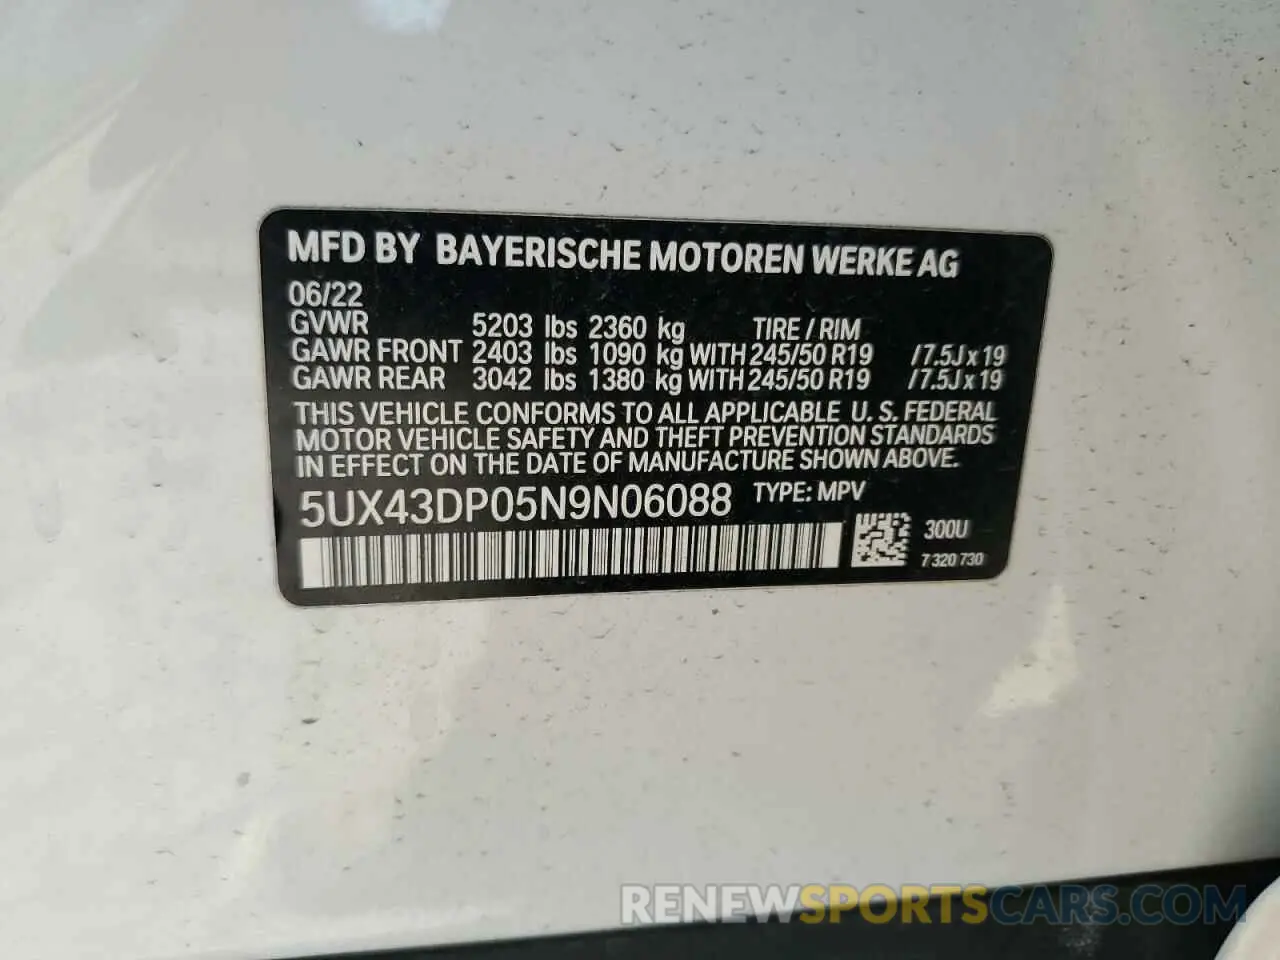 MFD BY BAYERISCHE MOTOREN WERKE AG
06/22
GVWR 5203 lbs 2360 kg TIRE / RIM
GAWR FRONT 2403 lbs 1090 kg WITH 245/50 R19 / 7.5J x 19
GAWR REAR 3042 lbs 1380 kg WITH 245/50 R19 / 7.5J x 19
THIS VEHICLE CONFORMS TO ALL APPLICABLE U. S. FEDERAL
MOTOR VEHICLE SAFETY AND THEFT PREVENTION STANDARDS
IN EFFECT ON THE DATE OF MANUFACTURE SHOWN ABOVE.
5UX43DP05N9N06088 TYPE: MPV
300U
7 320 730
RENEWSPORTSCARS.COM